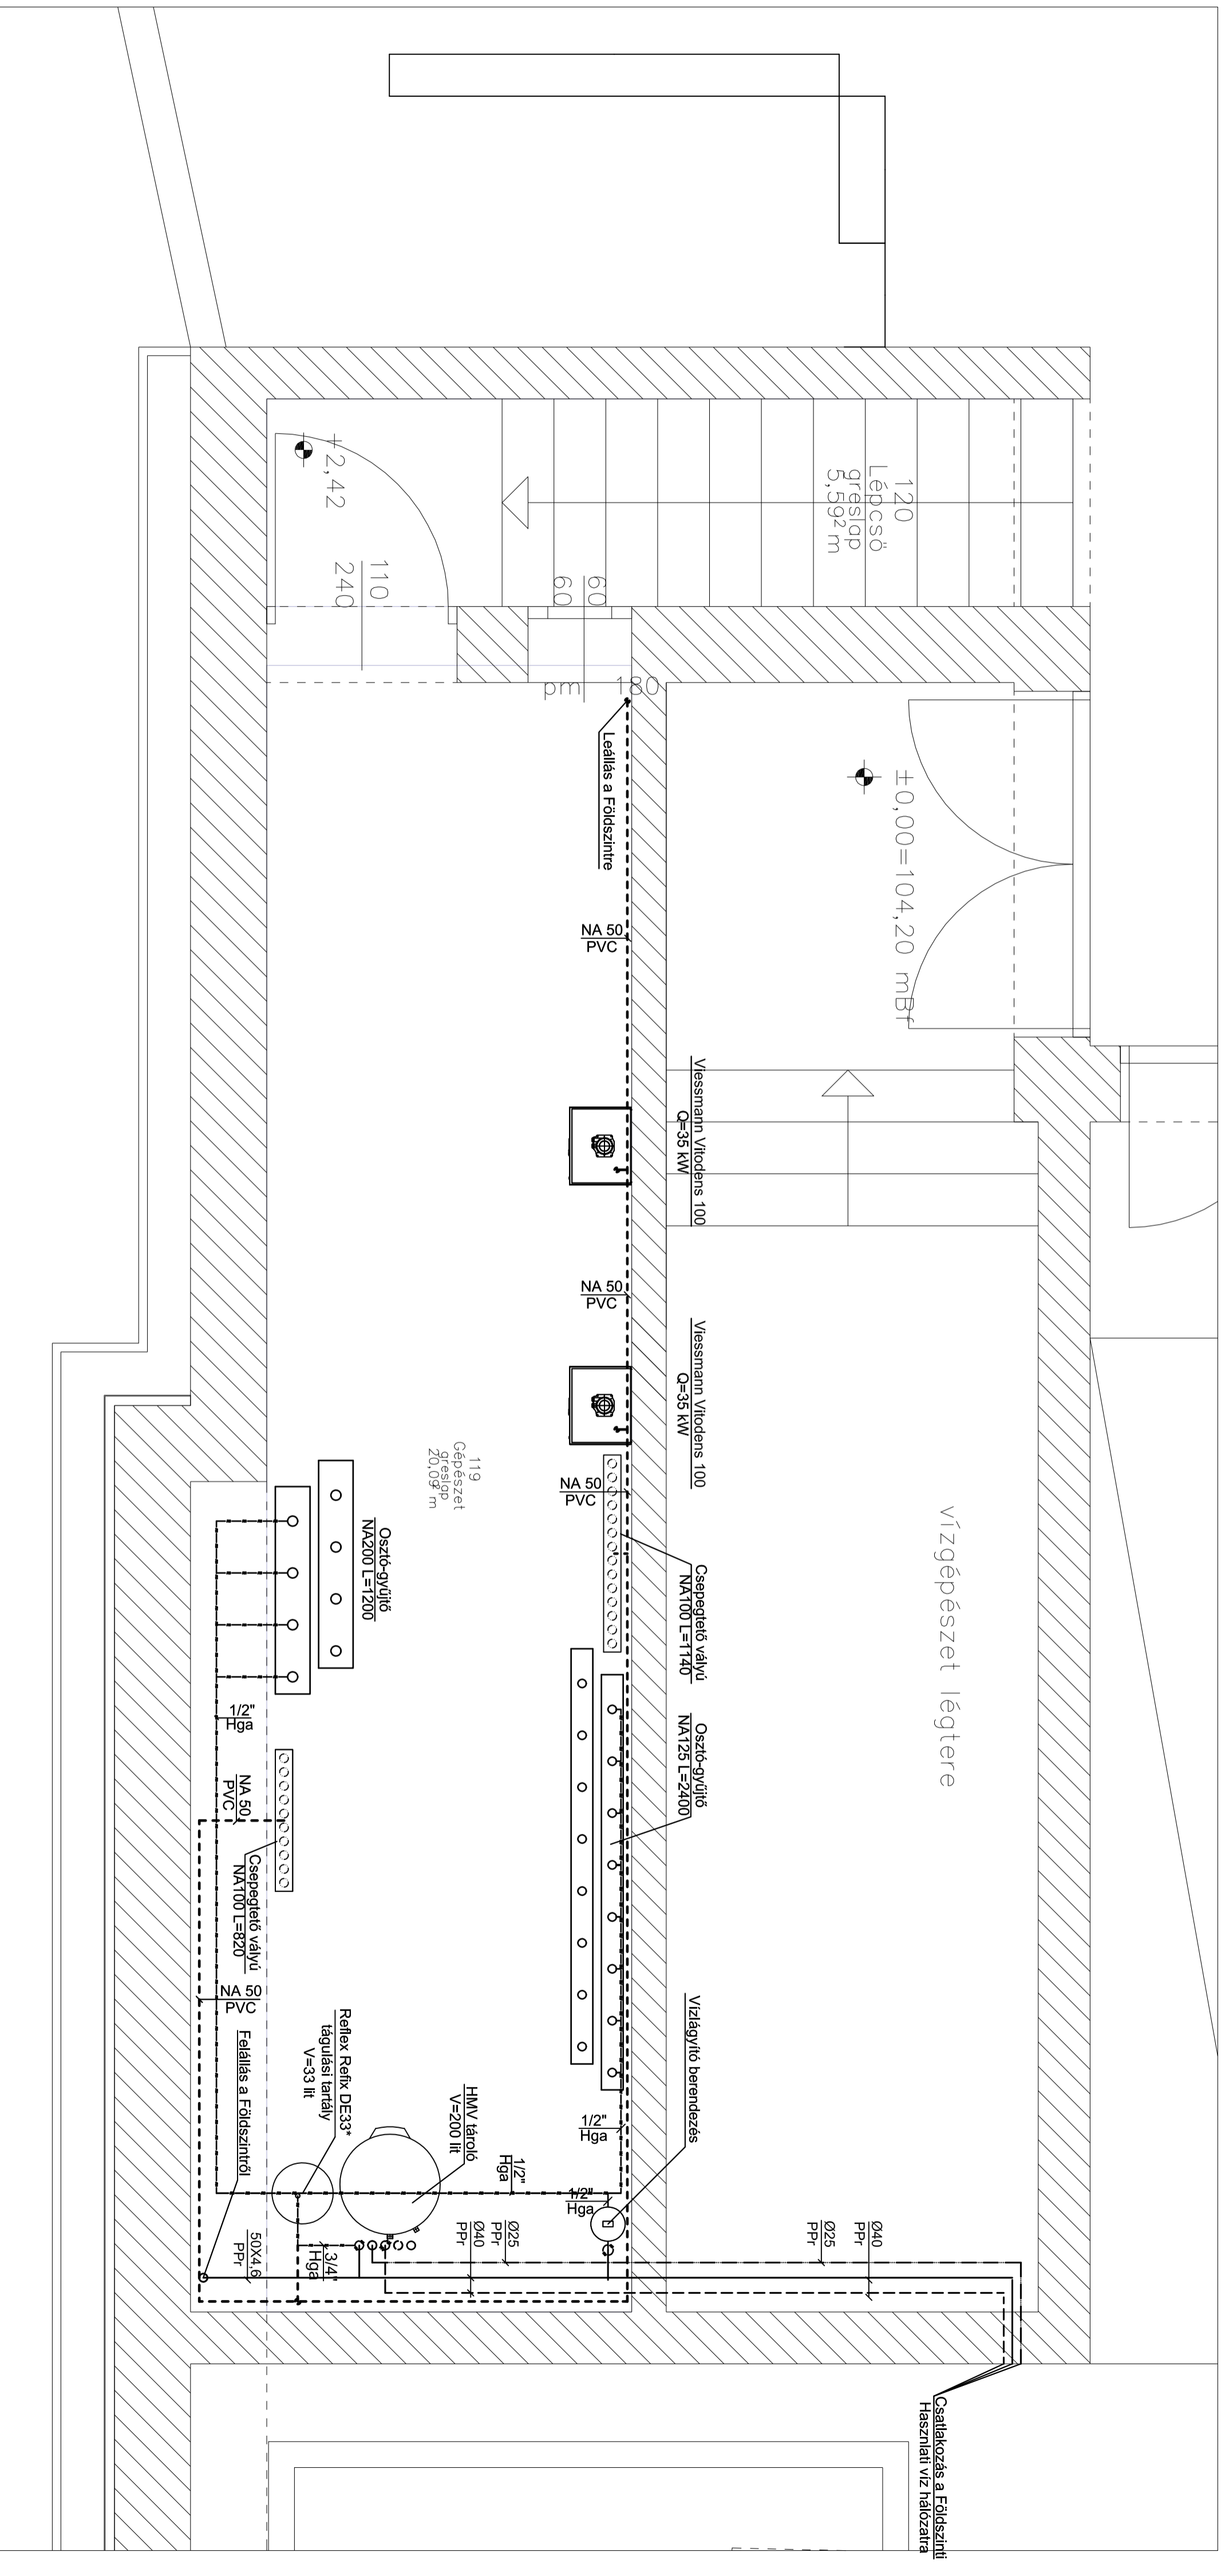 120
Lépcső
greslap
5,59² m
+2,42
110
240
60
60
pm 180
±0,00=104,20 mBf
Leállás a Földszintre
NA 50
PVC
Viessmann Vitodens 100
Q=35 kW
NA 50
PVC
Viessmann Vitodens 100
Q=35 kW
119
Gépészet
greslap
20,09² m
NA 50
PVC
vízgépészet légtere
Csepegtető vályú
NA100 L=1140
Osztó-gyűjtő
NA200 L=1200
Osztó-gyűjtő
NA125 L=2400
1/2"
Hga
NA 50
PVC
Csepegtető vályú
NA100 L=820
NA 50
PVC
Vízlágyító berendezés
Reflex Refix DE33*
tágulási tartály
V=33 lit
Felállás a Földszintről
HMV tároló
V=200 lit
1/2"
Hga
1/2"
Hga
1/2"
Hga
50X4,6
PPr
3/4"
Hga
Ø40
PPr
Ø25
PPr
Ø25
PPr
Ø40
PPr
Csatlakozás a Földszinti
Hasznlati víz hálózatra